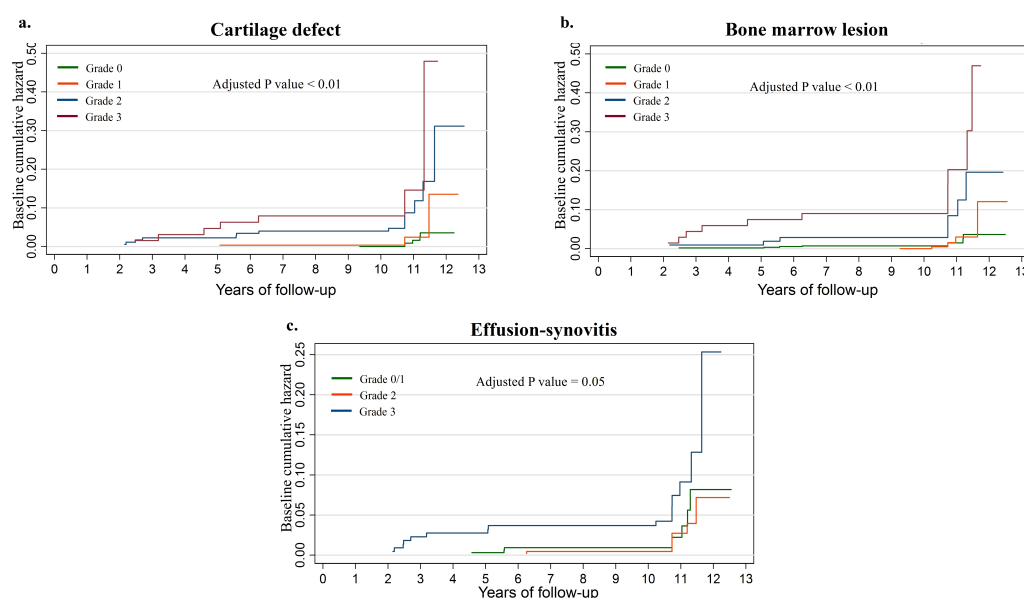 a.
Cartilage defect
Baseline cumulative hazard
0.50
0.40
0.30
0.20
0.10
0.00
Grade 0
Grade 1
Grade 2
Grade 3
Adjusted P value < 0.01
0 1 2 3 4 5 6 7 8 9 10 11 12 13
Years of follow-up
b.
Bone marrow lesion
Baseline cumulative hazard
0.50
0.40
0.30
0.20
0.10
0.00
Grade 0
Grade 1
Grade 2
Grade 3
Adjusted P value < 0.01
0 1 2 3 4 5 6 7 8 9 10 11 12 13
Years of follow-up
c.
Effusion-synovitis
Baseline cumulative hazard
0.25
0.20
0.15
0.10
0.05
0.00
Grade 0/1
Grade 2
Grade 3
Adjusted P value = 0.05
0 1 2 3 4 5 6 7 8 9 10 11 12 13
Years of follow-up